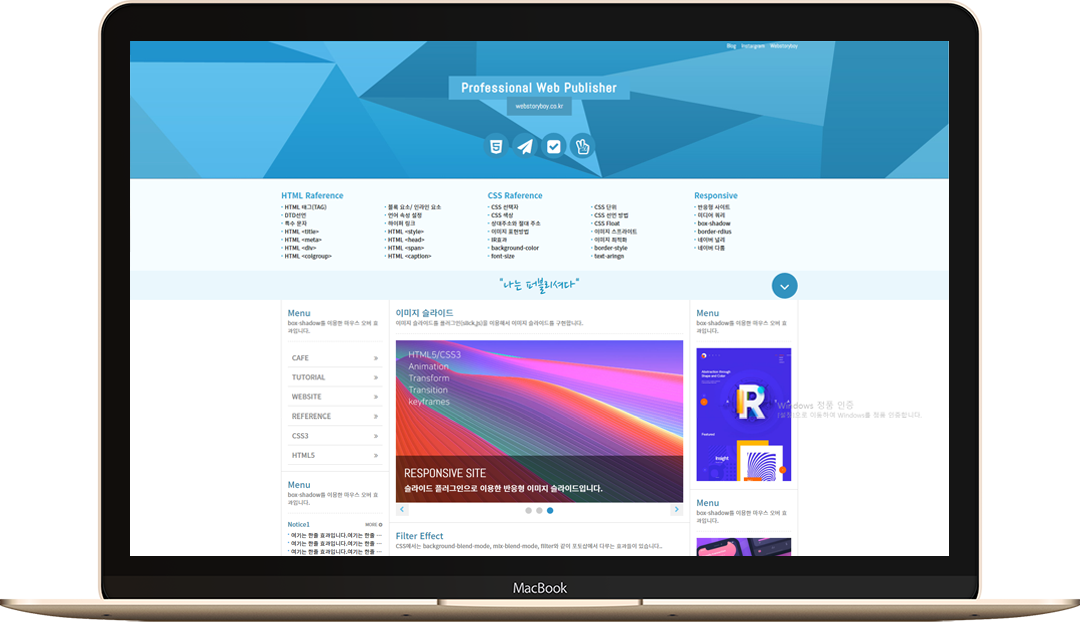 Blog Instagram Webstoryboy
Professional Web Publisher
webstoryboy.co.kr
HTML Raference
HTML 태그(TAG)
DTD선언
특수 문자
HTML <title>
HTML <meta>
HTML <div>
HTML <colgroup>
블록 요소/ 인라인 요소
언어 속성 설정
하이퍼 링크
HTML <style>
HTML <head>
HTML <span>
HTML <caption>
CSS Raference
CSS 선택자
CSS 색상
상대주소와 절대 주소
이미지 표현방법
IR효과
background-color
font-size
CSS 단위
CSS 선언 방법
CSS Float
이미지 스프라이트
이미지 최적화
border-style
text-aringn
Responsive
반응형 사이트
미디어 쿼리
box-shadow
border-rdius
네이버 널리
네이버 다룸
"나는 퍼블리셔다"
Menu
box-shadow를 이용한 마우스 오버 효
과입니다.
CAFE »
TUTORIAL »
WEBSITE »
REFERENCE »
CSS3 »
HTML5 »
Menu
box-shadow를 이용한 마우스 오버 효
과입니다.
Notice1 MORE
여기는 한줄 효과입니다.여기는 한줄 ...
여기는 한줄 효과입니다.여기는 한줄 ...
여기는 한줄 효과입니다.여기는 한줄 ...
이미지 슬라이드
이미지 슬라이드를 플러그인(slick.js)을 이용해서 이미지 슬라이드를 구현합니다.
HTML5/CSS3
Animation
Transform
Transition
keyframes
RESPONSIVE SITE
슬라이드 플러그인으로 이용한 반응형 이미지 슬라이드입니다.
Filter Effect
CSS에서는 background-blend-mode, mix-blend-mode, filter와 같이 포토샵에서 다루는 효과들이 있습니다..
Menu
box-shadow를 이용한 마우스 오버 효
과입니다.
Abstraction through
Shape and Color
R
Featured
Insight
Menu
box-shadow를 이용한 마우스 오버 효
과입니다.
Windows 정품 인증
[설정]으로 이동하여 Windows를 정품 인증합니다.
MacBook